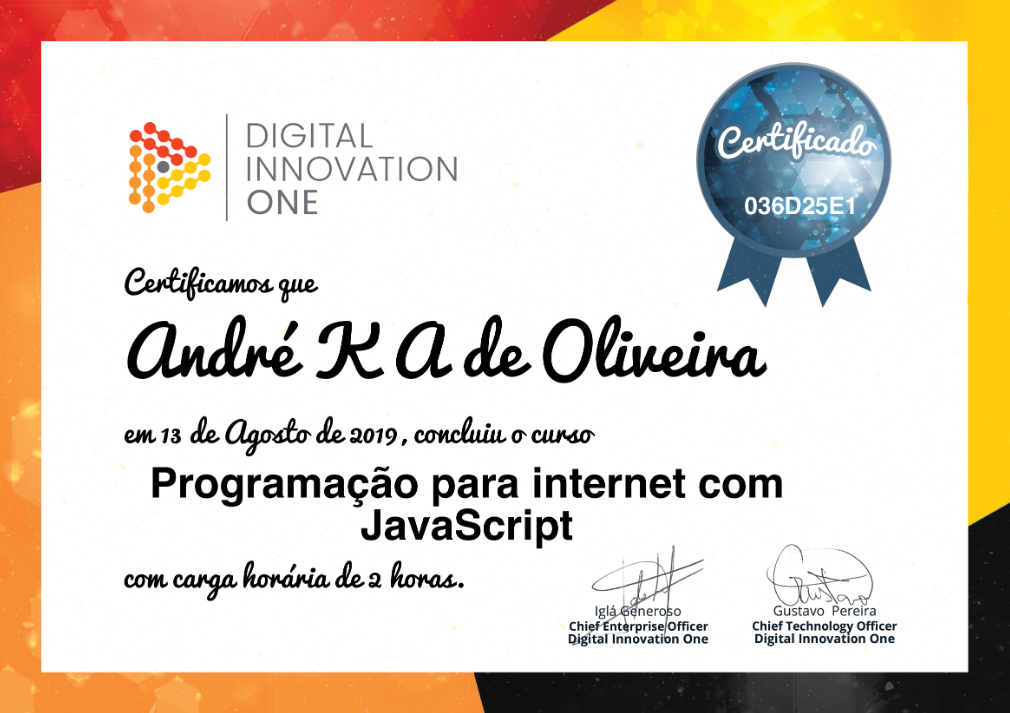 DIGITAL
INNOVATION
ONE
Certificado
036D25E1
Certificamos que
André K A de Oliveira
em 13 de Agosto de 2019, concluiu o curso
Programação para internet com
JavaScript
com carga horária de 2 horas.
Iglá Generoso
Chief Enterprise Officer
Digital Innovation One
Gustavo
Gustavo Pereira
Chief Technology Officer
Digital Innovation One